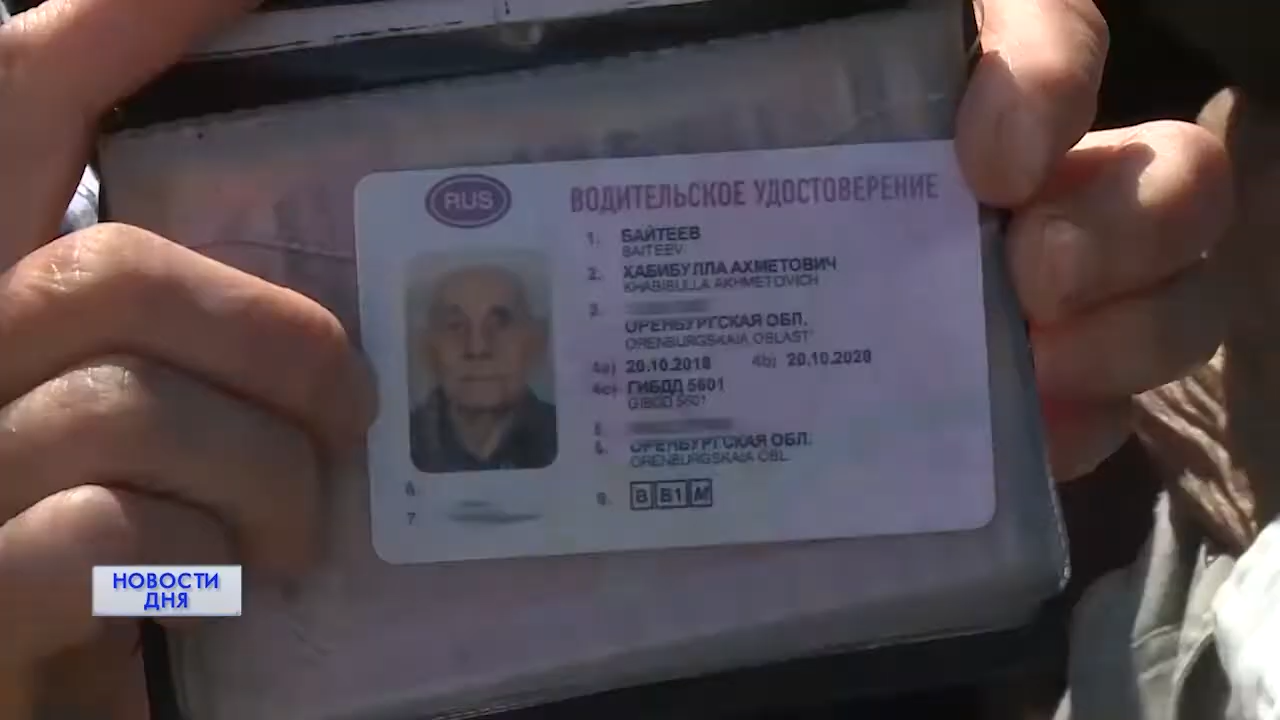 RUS
ВОДИТЕЛЬСКОЕ УДОСТОВЕРЕНИЕ
1. БАЙТЕЕВ
BAITEEV
2. ХАБИБУЛЛА АХМЕТОВИЧ
KHABIBULLA AKHMETOVICH
3.
ОРЕНБУРГСКАЯ ОБЛ.
ORENBURGSKAIA OBLAST'
4a) 20.10.2018 4b) 20.10.2028
4c) ГИБДД 5601
GIBDD 5601
5.
8. ОРЕНБУРГСКАЯ ОБЛ.
ORENBURGSKAIA OBL.
6.
7.
9. B B1 M
НОВОСТИ
ДНЯ